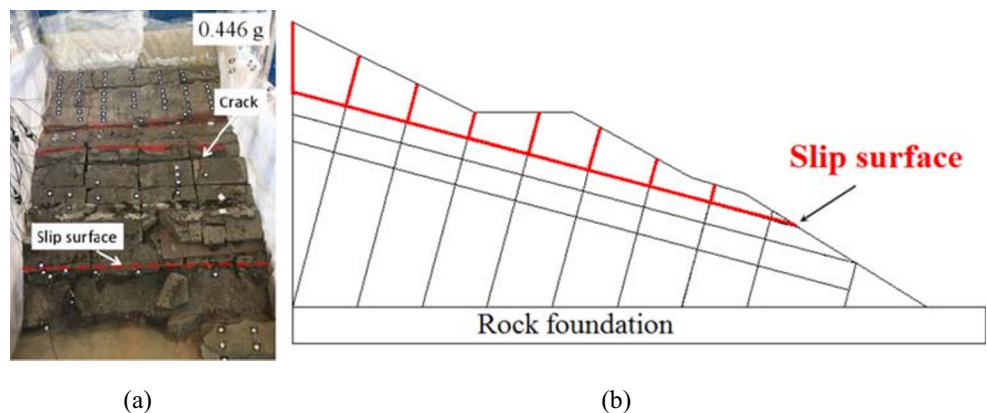 0.446 g
Crack
Slip surface
Slip surface
Rock foundation
(a)
(b)